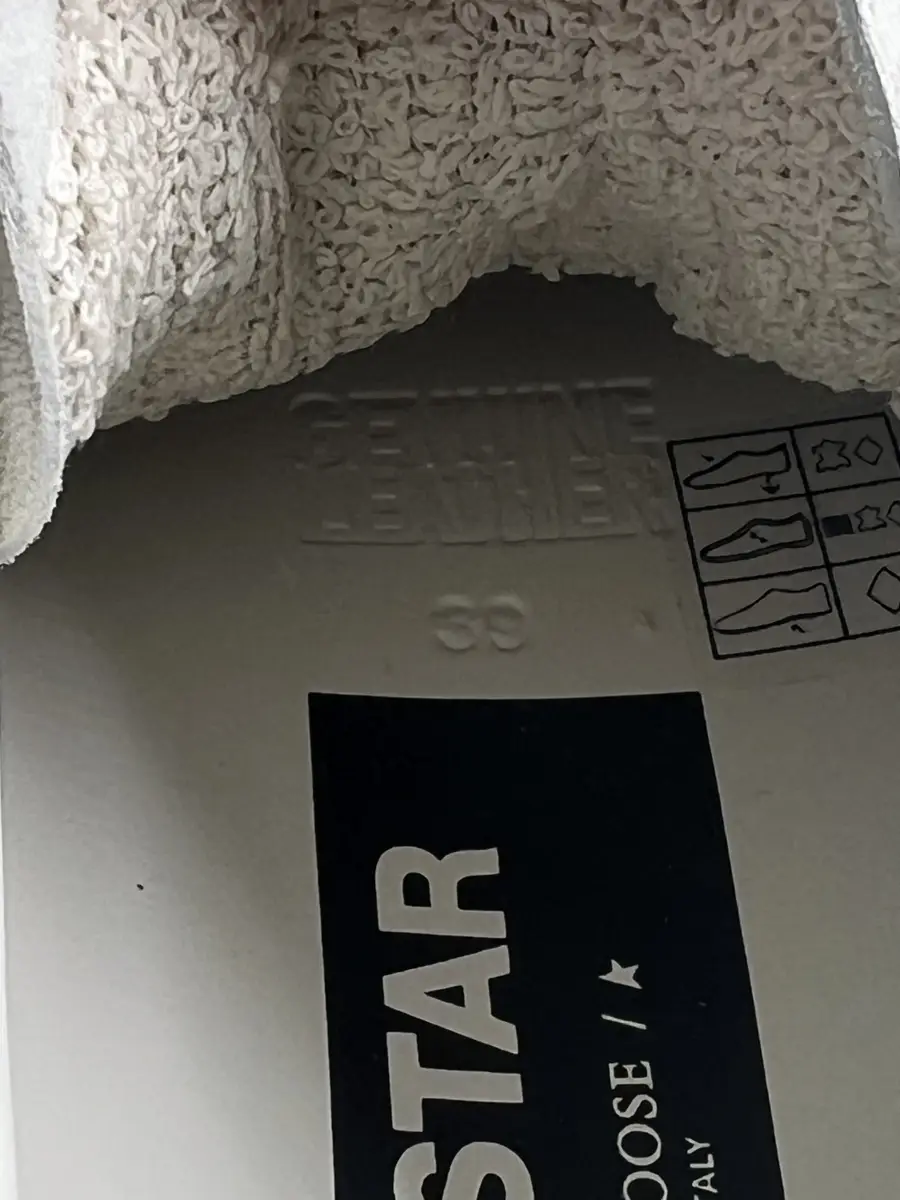 GENUINE
LEATHER
39
STAR
OOSE /
TALY